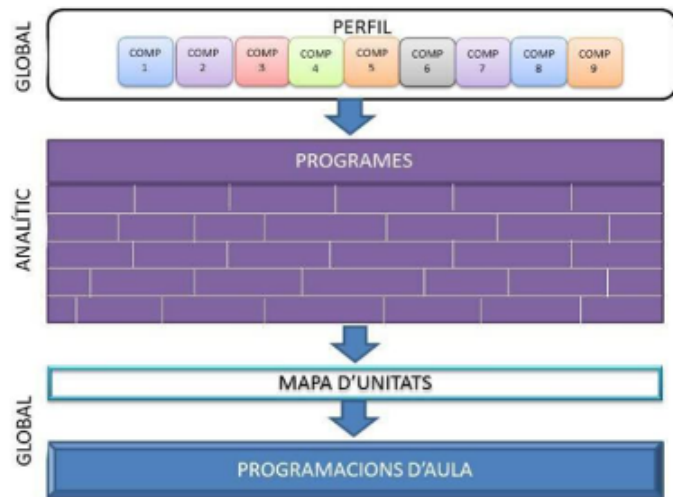 GLOBAL
PERFIL
COMP 1
COMP 2
COMP 3
COMP 4
COMP 5
COMP 6
COMP 7
COMP 8
COMP 9
ANALÍTIC
PROGRAMES
GLOBAL
MAPA D'UNITATS
PROGRAMACIONS D'AULA